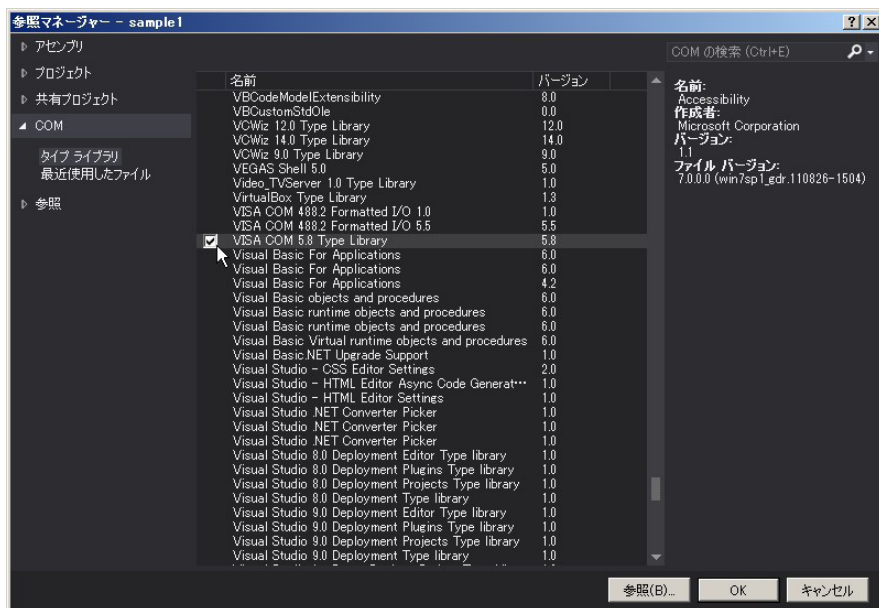 参照マネージャー - sample1
アセンブリ
プロジェクト
共有プロジェクト
COM
タイプ ライブラリ
最近使用したファイル
参照
名前 バージョン
VBCodeModelExtensibility 8.0
VBCustomStdOle 0.0
VCWiz 12.0 Type Library 12.0
VCWiz 14.0 Type Library 14.0
VCWiz 9.0 Type Library 9.0
VEGAS Shell 5.0 5.0
Video_TVServer 1.0 Type Library 1.0
VirtualBox Type Library 1.3
VISA COM 488.2 Formatted I/O 1.0 1.0
VISA COM 488.2 Formatted I/O 5.5 5.5
VISA COM 5.8 Type Library 5.8
Visual Basic For Applications 6.0
Visual Basic For Applications 6.0
Visual Basic For Applications 4.2
Visual Basic objects and procedures 6.0
Visual Basic runtime objects and procedures 6.0
Visual Basic runtime objects and procedures 6.0
Visual Basic Virtual runtime objects and procedures 6.0
Visual Basic.NET Upgrade Support 1.0
Visual Studio - CSS Editor Settings 2.0
Visual Studio - HTML Editor Async Code Generat… 1.0
Visual Studio - HTML Editor Settings 1.0
Visual Studio .NET Converter Picker 1.0
Visual Studio .NET Converter Picker 1.0
Visual Studio .NET Converter Picker 1.0
Visual Studio 8.0 Deployment Editor Type library 1.0
Visual Studio 8.0 Deployment Plugins Type library 1.0
Visual Studio 8.0 Deployment Projects Type library 1.0
Visual Studio 8.0 Deployment Type library 1.0
Visual Studio 9.0 Deployment Editor Type library 1.0
Visual Studio 9.0 Deployment Plugins Type library 1.0
Visual Studio 9.0 Deployment Projects Type library 1.0
Visual Studio 9.0 Deployment Type library 1.0
COM の検索 (Ctrl+E)
名前:
Accessibility
作成者:
Microsoft Corporation
バージョン:
1.1
ファイル バージョン:
7.0.0.0 (win7sp1_gdr.110826-1504)
参照(B)... OK キャンセル